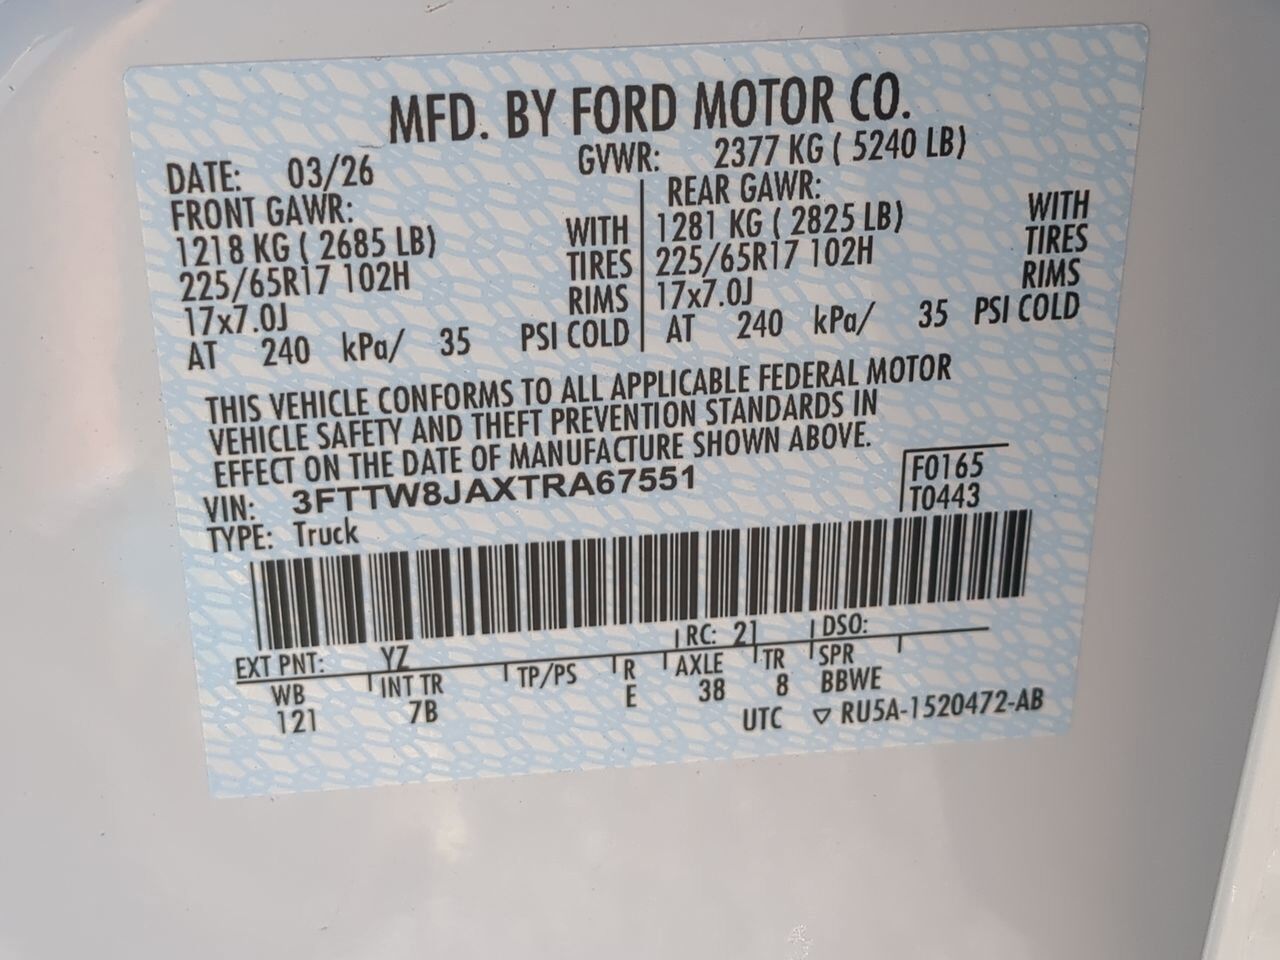 MFD. BY FORD MOTOR CO.
DATE: 03/26 GVWR: 2377 KG ( 5240 LB)
FRONT GAWR: REAR GAWR:
1218 KG ( 2685 LB) WITH 1281 KG ( 2825 LB) WITH
225/65R17 102H TIRES 225/65R17 102H TIRES
17x7.0J RIMS 17x7.0J RIMS
AT 240 kPa/ 35 PSI COLD AT 240 kPa/ 35 PSI COLD
THIS VEHICLE CONFORMS TO ALL APPLICABLE FEDERAL MOTOR
VEHICLE SAFETY AND THEFT PREVENTION STANDARDS IN
EFFECT ON THE DATE OF MANUFACTURE SHOWN ABOVE.
VIN: 3FTTW8JAXTRA67551 F0165
TYPE: Truck T0443
EXT PNT: YZ RC: 21 DSO:
WB INT TR TP/PS R AXLE TR SPR
121 7B E 38 8 BBWE
UTC ▽ RU5A-1520472-AB